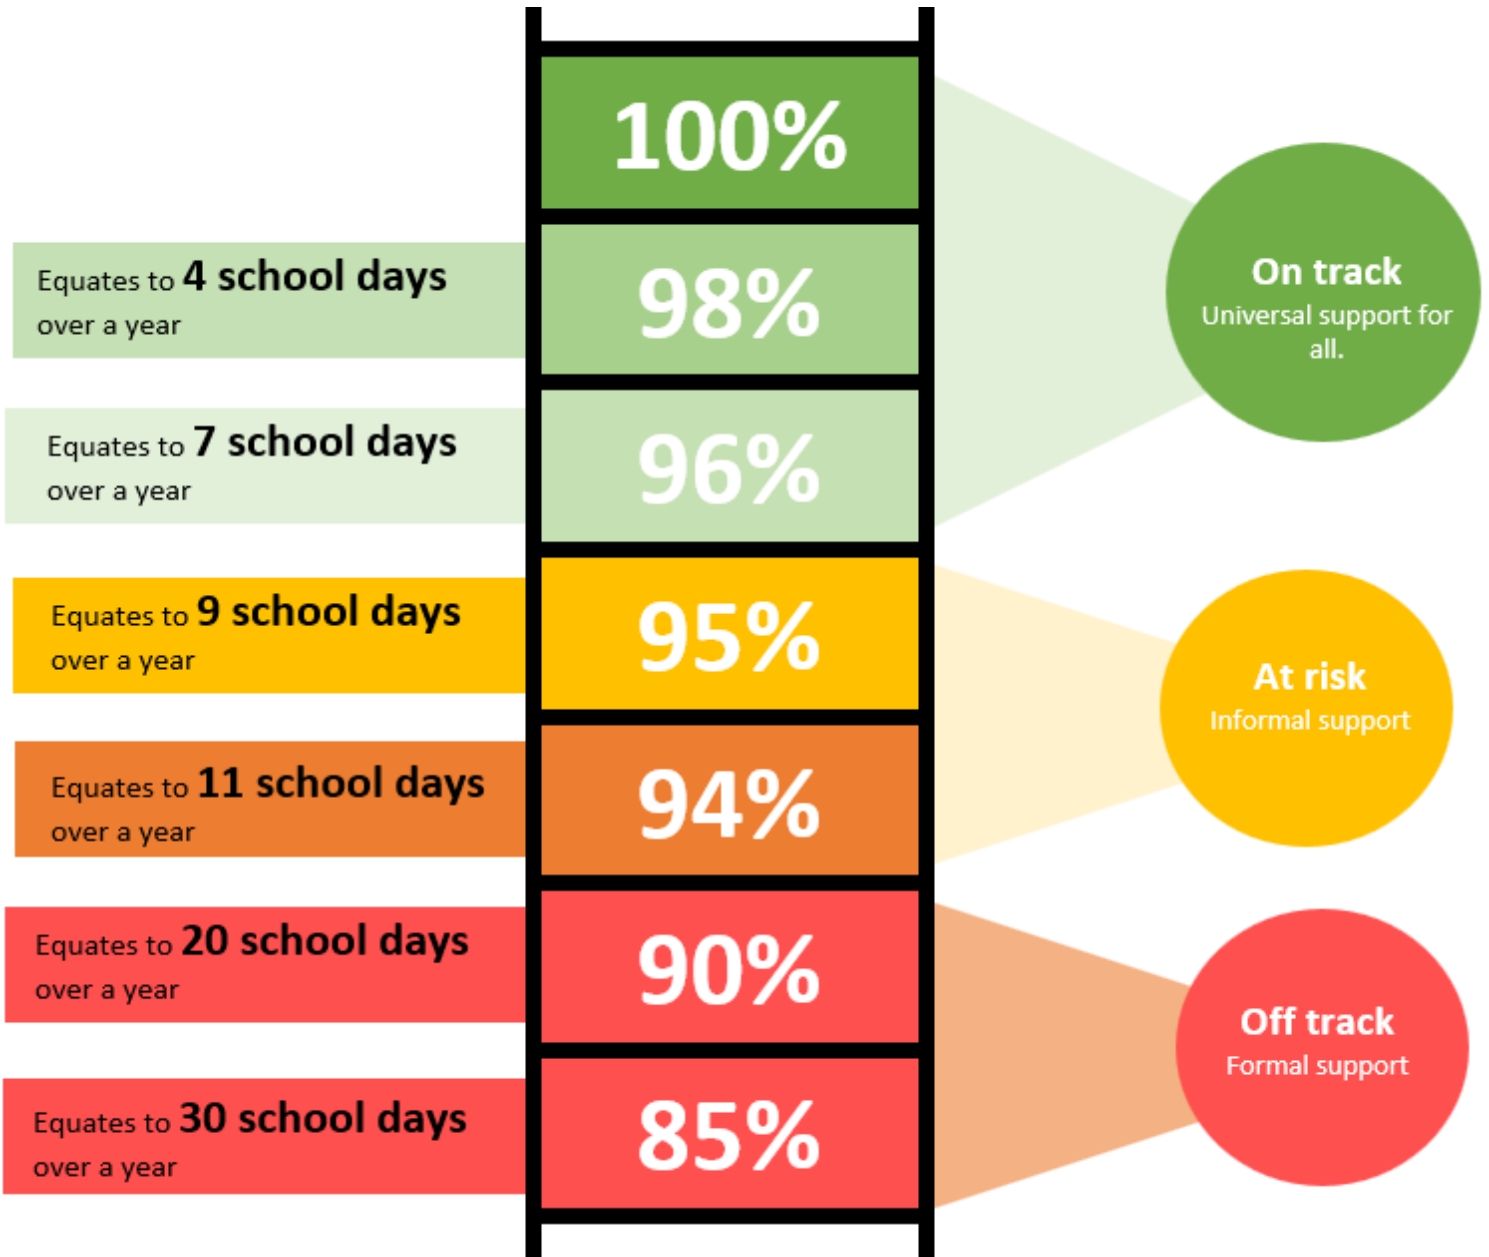 100%
Equates to 4 school days
over a year
98%
On track
Universal support for
all.
Equates to 7 school days
over a year
96%
Equates to 9 school days
over a year
95%
At risk
Informal support
Equates to 11 school days
over a year
94%
Equates to 20 school days
over a year
90%
Off track
Formal support
Equates to 30 school days
over a year
85%